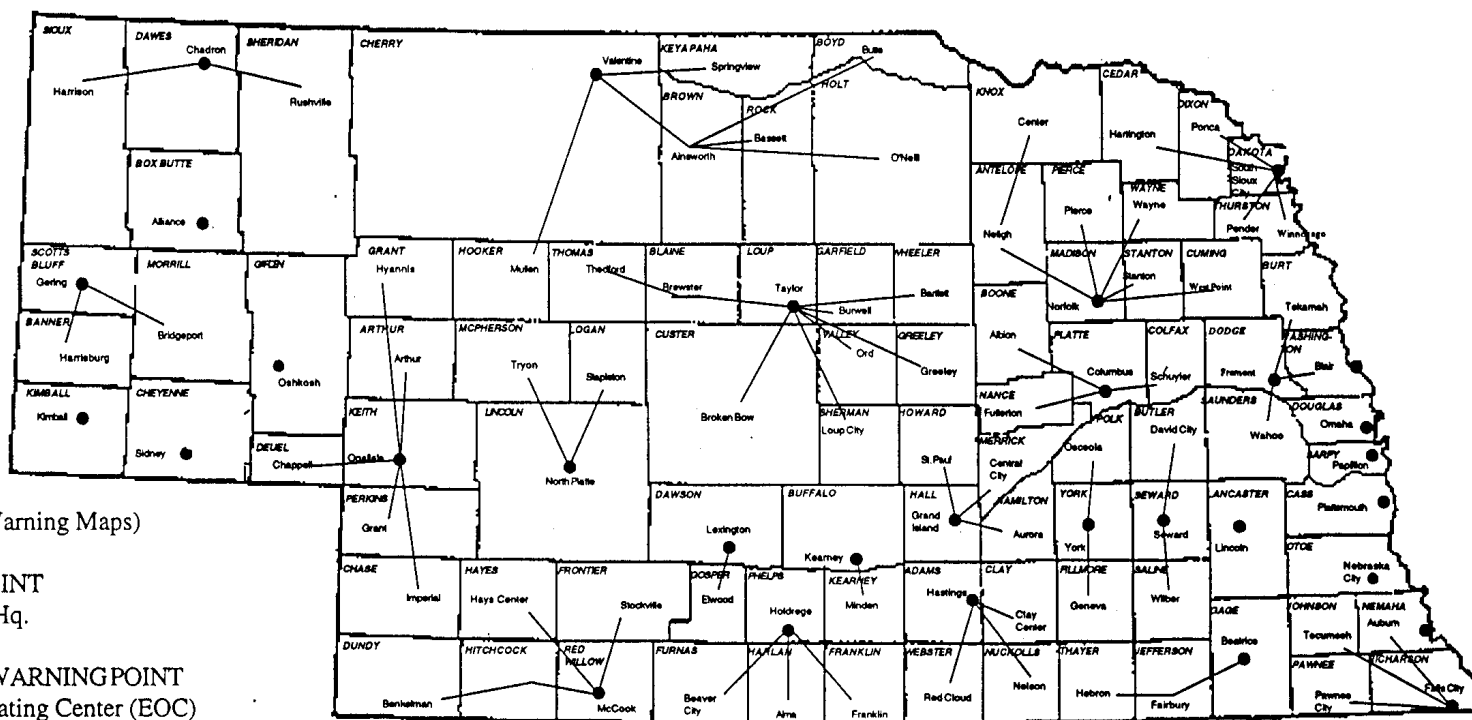 SIOUX
DAWES
SHERIDAN
CHERRY
KEYA PAHA
BOYD
Chadron
Harrison
Rushville
Valentine
Springview
Butte
HOLT
BROWN
ROCK
Bassett
Ainsworth
O'Neill
KNOX
CEDAR
DIXON
Center
Hartington
Ponca
DAKOTA
South
Sioux
City
BOX BUTTE
Alliance
ANTELOPE
PIERCE
WAYNE
Pierce
Wayne
THURSTON
Pender
Winnebago
Neligh
SCOTTS
BLUFF
Gering
MORRILL
GRANT
Hyannis
HOOKER
Mullen
THOMAS
Thedford
BLAINE
Brewster
LOUP
Taylor
GARFIELD
WHEELER
Bartlett
Burwell
MADISON
STANTON
Stanton
CUMING
West Point
Norfolk
BURT
Tekamah
BOONE
BANNER
Harrisburg
Bridgeport
Oshkosh
ARTHUR
Arthur
MCPHERSON
Tryon
LOGAN
Stapleton
CUSTER
Broken Bow
VALLEY
Ord
GREELEY
Greeley
Albion
PLATTE
Columbus
COLFAX
Schuyler
DODGE
Fremont
WASHING-
TON
Blair
KIMBALL
Kimball
CHEYENNE
Sidney
DEUEL
Chappell
KEITH
Ogallala
LINCOLN
North Platte
SHERMAN
Loup City
HOWARD
St. Paul
NANCE
Fullerton
MERRICK
Central
City
POLK
Osceola
BUTLER
David City
SAUNDERS
Wahoo
DOUGLAS
Omaha
SARPY
Papillion
PERKINS
Grant
DAWSON
Lexington
BUFFALO
Kearney
HALL
Grand
Island
HAMILTON
Aurora
YORK
York
SEWARD
Seward
LANCASTER
Lincoln
CASS
Plattsmouth
Warning Maps)
CHASE
Imperial
HAYES
Hays Center
FRONTIER
Stockville
GOSPER
Elwood
PHELPS
Holdrege
KEARNEY
Minden
ADAMS
Hastings
CLAY
Clay
Center
FILLMORE
Geneva
SALINE
Wilber
OTOE
Nebraska
City
INT
Hq.
GAGE
Beatrice
JOHNSON
Tecumseh
NEMAHA
Auburn
DUNDY
Benkelman
HITCHCOCK
RED
WILLOW
McCook
FURNAS
Beaver
City
HARLAN
Alma
FRANKLIN
Franklin
WEBSTER
Red Cloud
NUCKOLLS
Nelson
THAYER
Hebron
JEFFERSON
Fairbury
PAWNEE
Pawnee
City
RICHARSON
Falls City
WARNING POINT
ating Center (EOC)